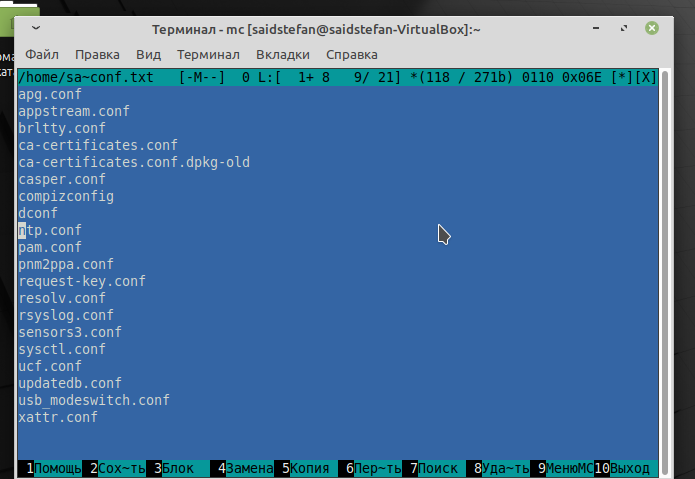 Терминал - mc [saidstefan@saidstefan-VirtualBox]:~
Файл Правка Вид Терминал Вкладки Справка
/home/sa~conf.txt [-M--] 0 L:[ 1+ 8 9/ 21] *(118 / 271b) 0110 0x06E [*][X]
apg.conf
appstream.conf
brltty.conf
ca-certificates.conf
ca-certificates.conf.dpkg-old
casper.conf
compizconfig
dconf
ntp.conf
pam.conf
pnm2ppa.conf
request-key.conf
resolv.conf
rsyslog.conf
sensors3.conf
sysctl.conf
ucf.conf
updatedb.conf
usb_modeswitch.conf
xattr.conf
1Помощь 2Сох~ть 3Блок 4Замена 5Копия 6Пер~ть 7Поиск 8Уда~ть 9МенюMC 10Выход